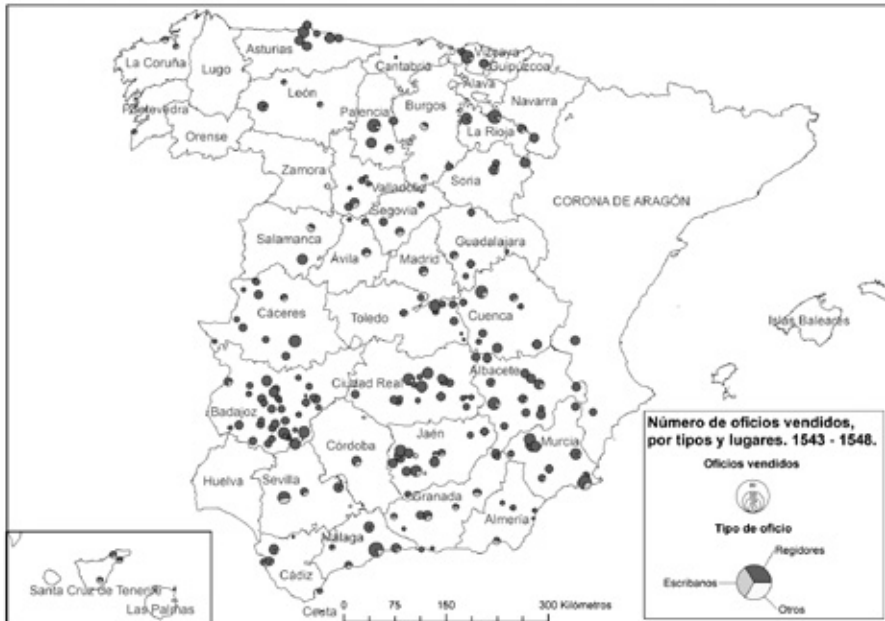 Asturias
Vizcaya
Cantabria
Guipúzcoa
La Coruña
Lugo
Alava
León
Navarra
Burgos
Palencia
Pontevedra
La Rioja
Orense
Zamora
Valladolid
Soria
Segovia
CORONA DE ARAGÓN
Salamanca
Guadalajara
Ávila
Madrid
Cáceres
Toledo
Cuenca
Islas Baleares
Ciudad Real
Albacete
Badajoz
Córdoba
Jaén
Murcia
Huelva
Sevilla
Granada
Almería
Málaga
Cádiz
Ceuta
Santa Cruz de Tenerife
Las Palmas
0 75 150 300 Kilómetros
Número de oficios vendidos,
por tipos y lugares. 1543 - 1548.
Oficios vendidos
Tipo de oficio
Regidores
Escribanos
Otros